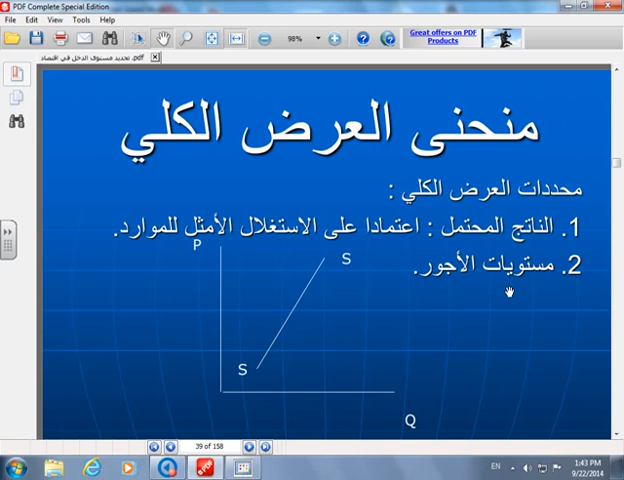 PDF Complete Special Edition
File Edit View Tools Help
98%
Great offers on PDF
Products
تحديد مستوى الدخل في اقتصاد.pdf
منحنى العرض الكلي
محددات العرض الكلي :
1. الناتج المحتمل : اعتمادا على الاستغلال الأمثل للموارد.
2. مستويات الأجور.
P
S
S
Q
39 of 158
EN
1:43 PM
9/22/2014